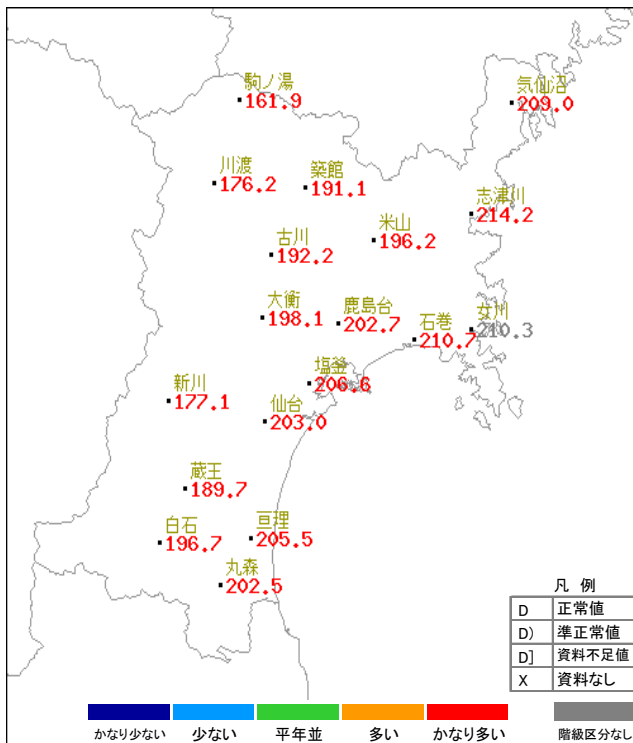 駒ノ湯
161.9
気仙沼
209.0
川渡
176.2
築館
191.1
志津川
214.2
米山
196.2
古川
192.2
大衡
198.1
鹿島台
202.7
石巻
210.7
女川
210.3
塩釜
206.6
新川
177.1
仙台
203.0
蔵王
189.7
白石
196.7
亘理
205.5
丸森
202.5
凡 例
D 正常値
D) 準正常値
D] 資料不足値
X 資料なし
かなり少ない 少ない 平年並 多い かなり多い 階級区分なし